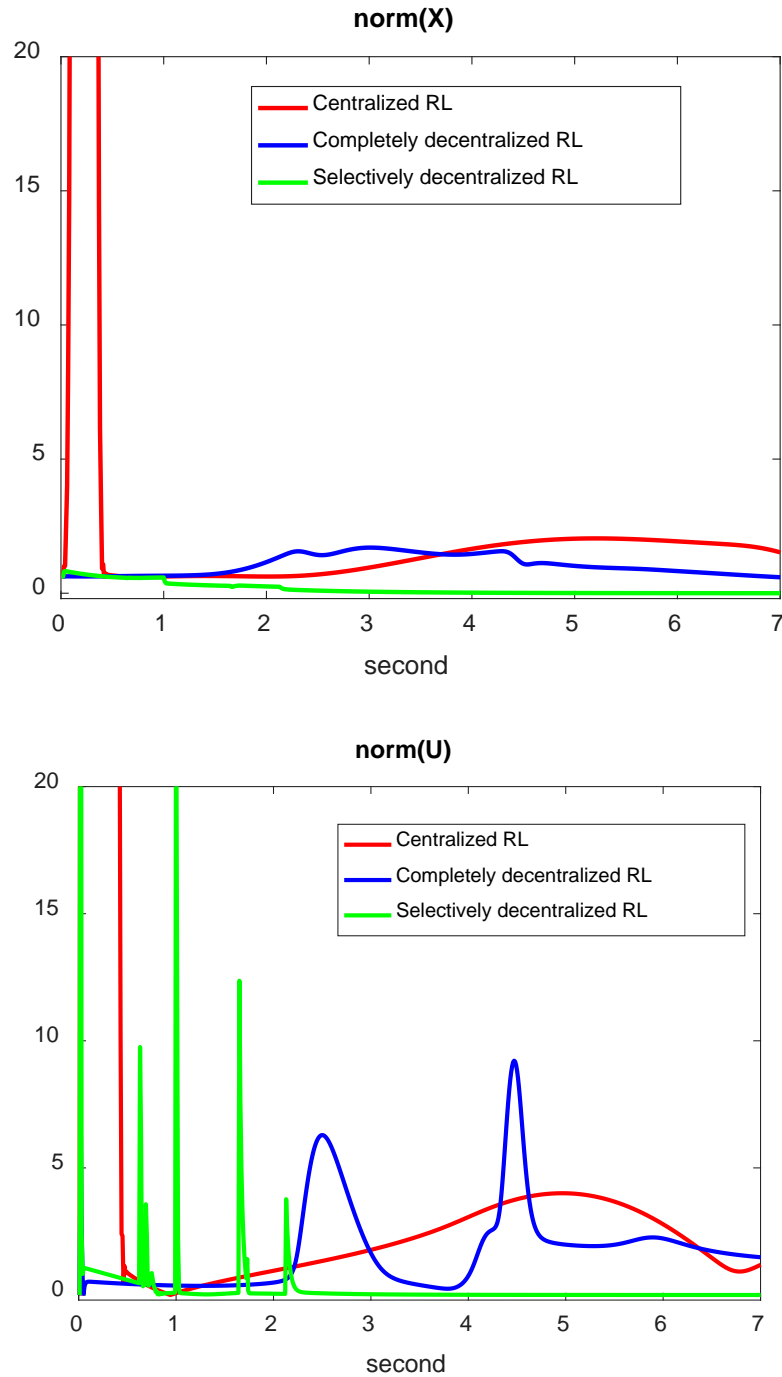 norm(X)
20
15
10
5
0
Centralized RL
Completely decentralized RL
Selectively decentralized RL
0 1 2 3 4 5 6 7
second
norm(U)
20
15
10
5
0
Centralized RL
Completely decentralized RL
Selectively decentralized RL
0 1 2 3 4 5 6 7
second